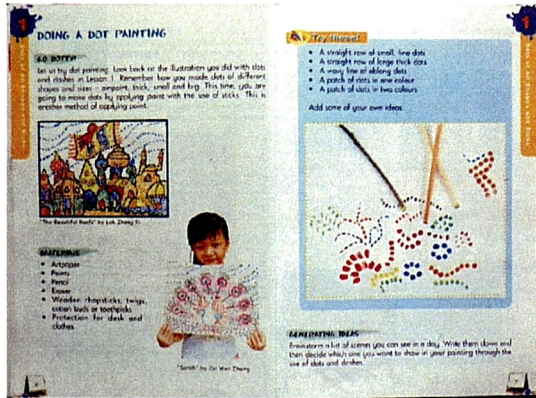 DOING A DOT PAINTING
GO DOTTY!
Let us try dot painting. Look back at the illustration you did with dots
and dashes in Lesson 1. Remember how you made dots of different
shapes and sizes - pinpoint, thick, small and big. This time, you are
going to make dots by applying paint with the use of sticks. This is
another method of applying paint.
"The Beautiful Roofs" by Loh Zheng Yi
MATERIALS
• Artpaper
• Paints
• Pencil
• Eraser
• Wooden chopsticks, twigs,
cotton buds or toothpicks
• Protection for desk and
clothes
by Wen Zheng
Try these!
• A straight row of small, fine dots
• A straight row of large thick dots
• A wavy line of oblong dots
• A patch of dots in one colour
• A patch of dots in two colours
Add some of your own ideas.
GENERATING IDEAS
Brainstorm a list of scenes you can see in a day. Write them down and
then decide which one you want to show in your painting through the
use of dots and dashes.